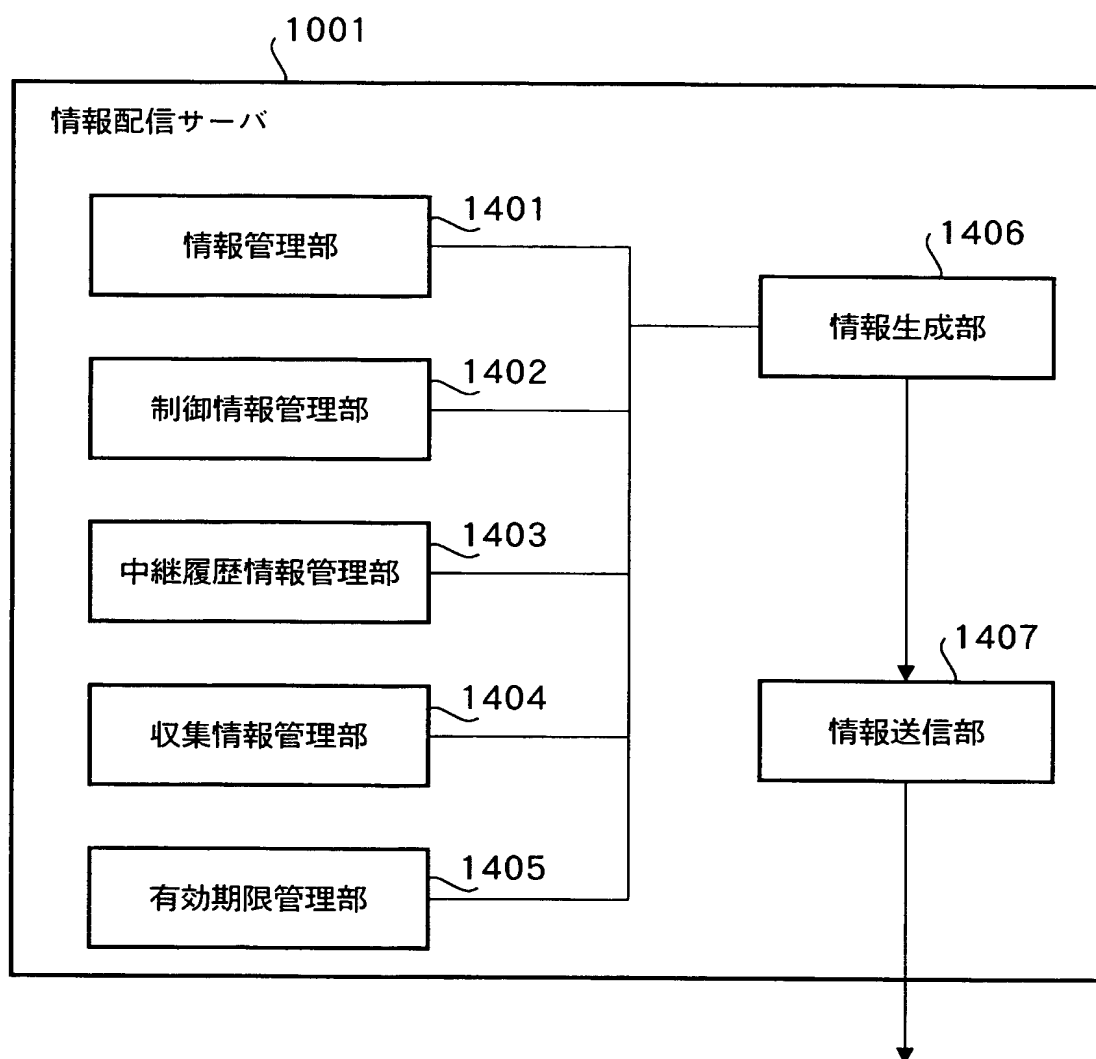 1001
情報配信サーバ
1401
情報管理部
1406
情報生成部
1402
制御情報管理部
1403
中継履歴情報管理部
1407
情報送信部
1404
収集情報管理部
1405
有効期限管理部